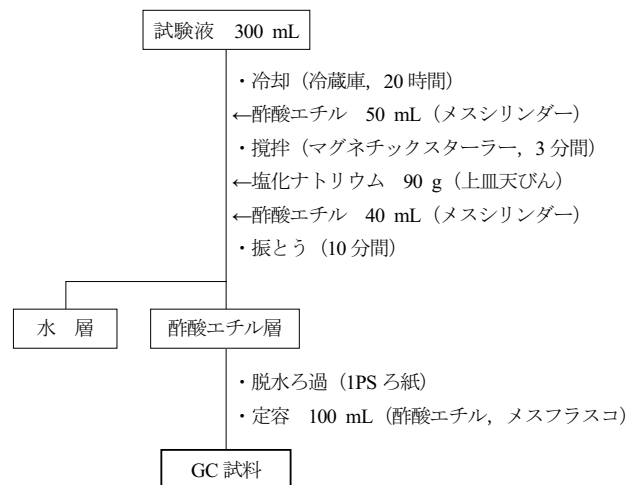 試験液　300 mL
・冷却（冷蔵庫，20 時間）
←酢酸エチル　50 mL（メスシリンダー）
・撹拌（マグネチックスターラー，3 分間）
←塩化ナトリウム　90 g（上皿天びん）
←酢酸エチル　40 mL（メスシリンダー）
・振とう（10 分間）
水　層
酢酸エチル層
・脱水ろ過（1PS ろ紙）
・定容　100 mL（酢酸エチル，メスフラスコ）
GC 試料